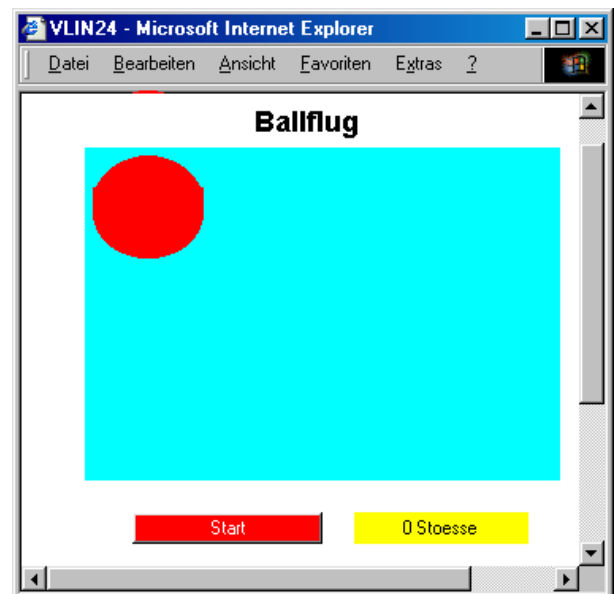 VLIN24 - Microsoft Internet Explorer
Datei Bearbeiten Ansicht Favoriten Extras ?
Ballflug
Start 0 Stoesse